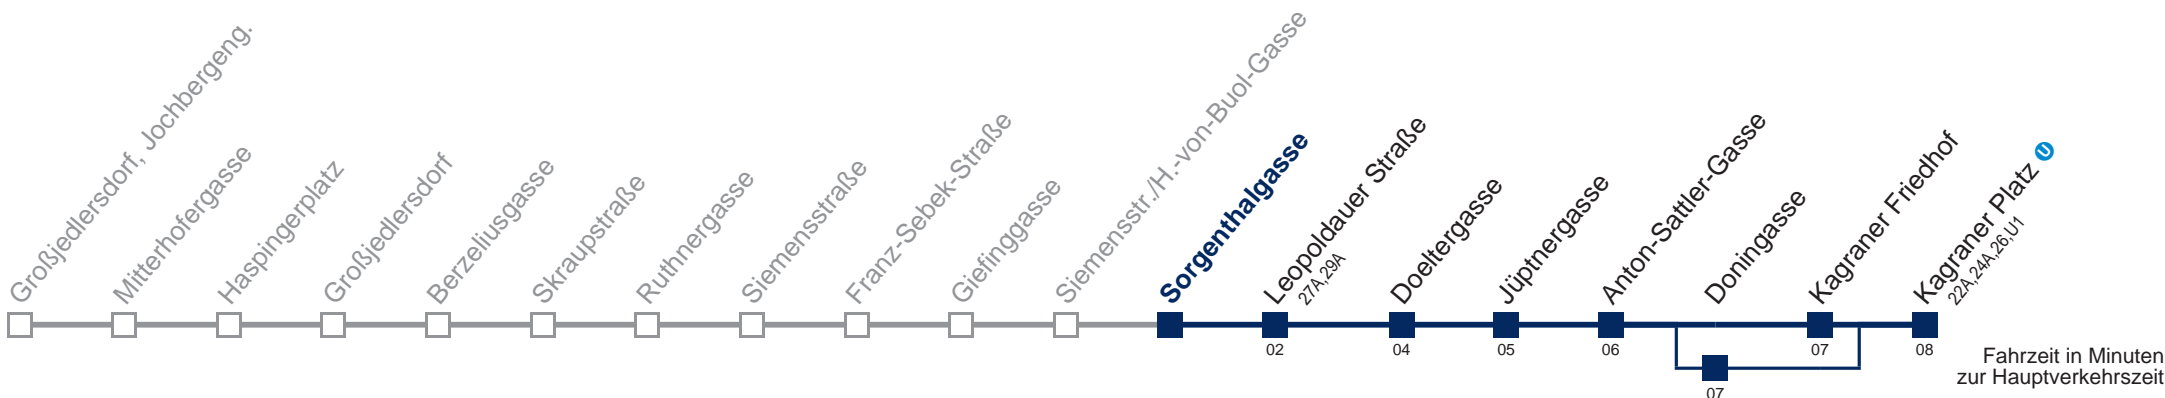 Großjedlersdorf, Jochbergeng.
Mitterhofergasse
Haspingerplatz
Großjedlersdorf
Berzeliusgasse
Skraupstraße
Ruthnergasse
Siemensstraße
Franz-Sebek-Straße
Giefinggasse
Siemensstr./H.-von-Buol-Gasse
Sorgenthalgasse
Leopoldauer Straße
27A,29A
Doeltergasse
Jüptnergasse
Anton-Sattler-Gasse
Doningasse
Kagraner Friedhof
Kagraner Platz U
22A,24A,26,U1
02 04 05 06 07 08
07
Fahrzeit in Minuten
zur Hauptverkehrszeit